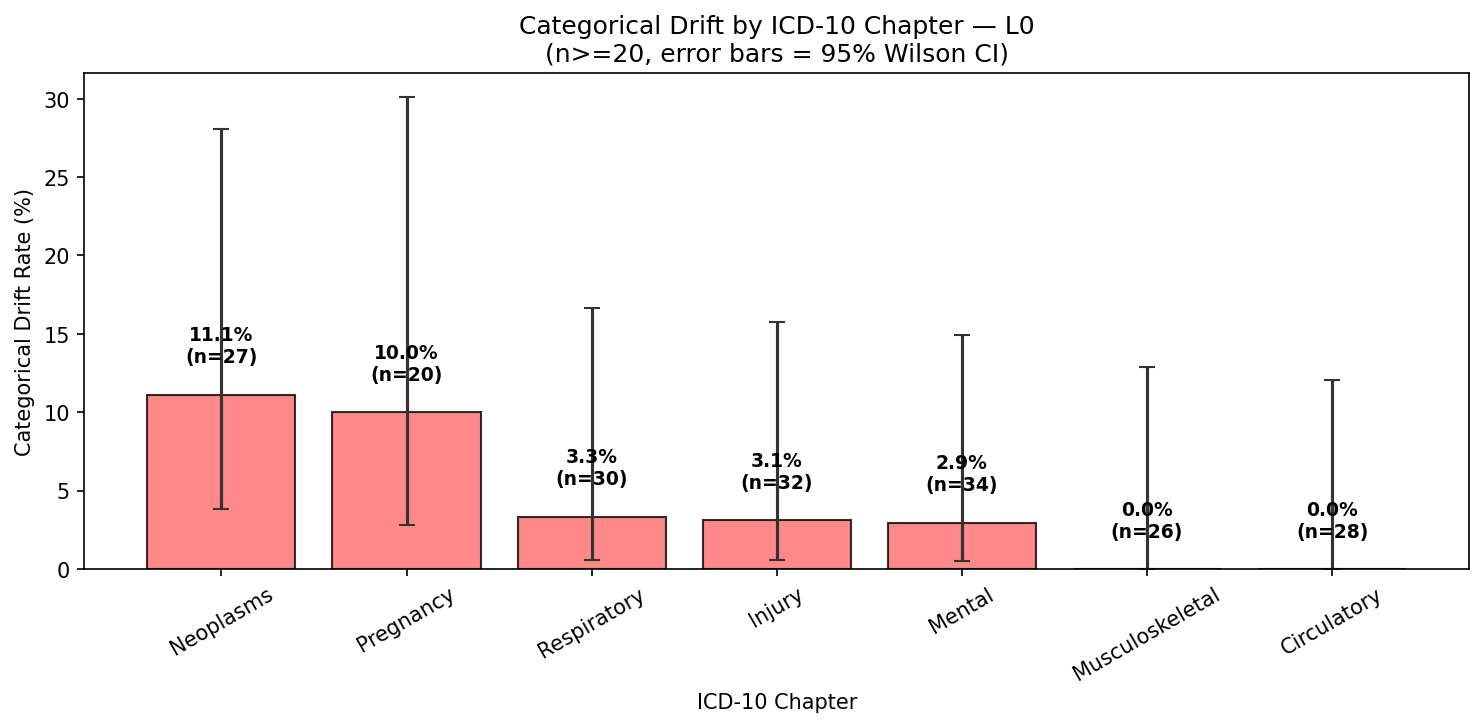 Categorical Drift by ICD-10 Chapter — L0
(n>=20, error bars = 95% Wilson CI)
Categorical Drift Rate (%)
30
25
20
15
10
5
0
11.1%
(n=27)
10.0%
(n=20)
3.3%
(n=30)
3.1%
(n=32)
2.9%
(n=34)
0.0%
(n=26)
0.0%
(n=28)
Neoplasms
Pregnancy
Respiratory
Injury
Mental
Musculoskeletal
Circulatory
ICD-10 Chapter